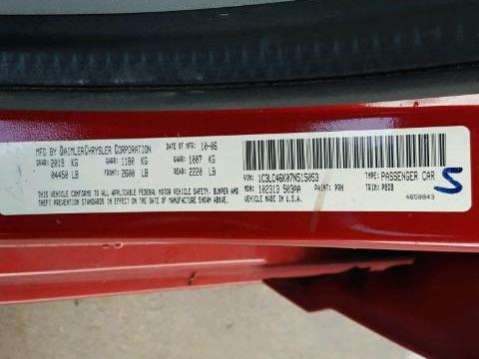 MFD BY DAIMLERCHRYSLER CORPORATION DATE OF MFR: 10-06
GVWR: 2019 KG GAWR: 1180 KG GAWR: 1007 KG
04450 LB FRONT: 2600 LB REAR: 2220 LB
THIS VEHICLE CONFORMS TO ALL APPLICABLE FEDERAL MOTOR VEHICLE SAFETY, BUMPER AND
THEFT PREVENTION STANDARDS IN EFFECT ON THE DATE OF
MANUFACTURE SHOWN ABOVE.
VIN: 1C3LC46K07N515053 TYPE: PASSENGER CAR
MDH: 102313 503AA PAINT: TRIM:
VEHICLE MADE IN U.S.A.
S